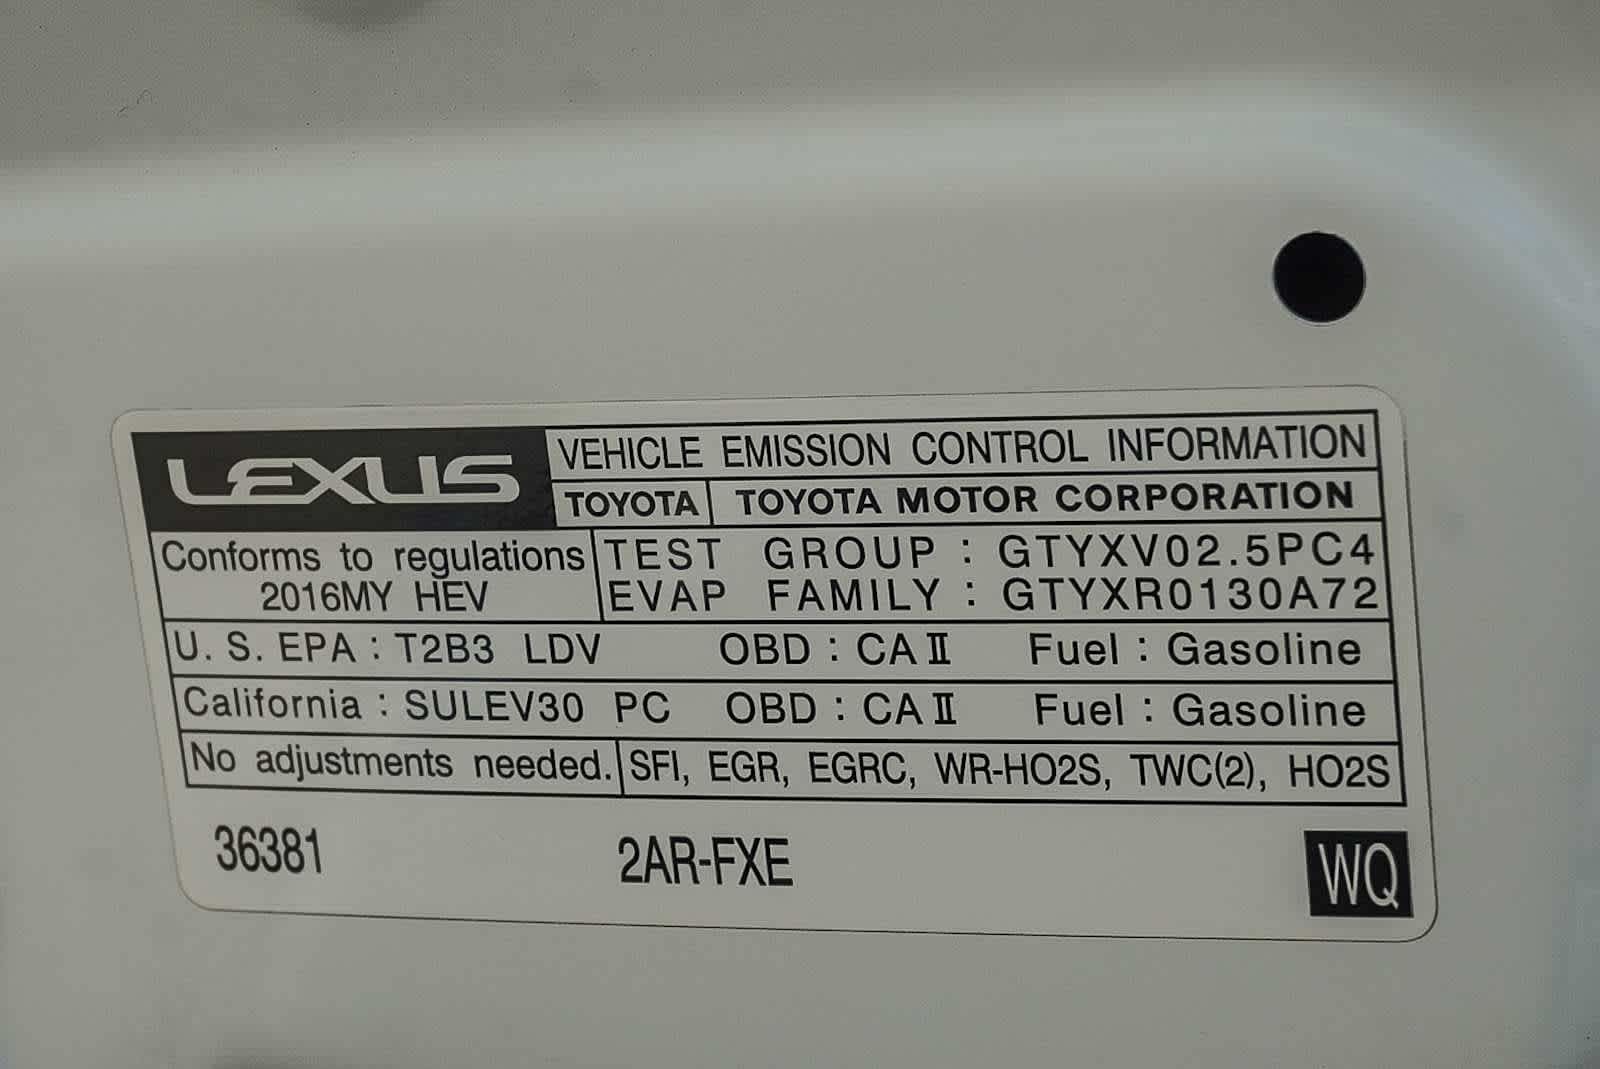 LEXUS VEHICLE EMISSION CONTROL INFORMATION
TOYOTA TOYOTA MOTOR CORPORATION
Conforms to regulations TEST GROUP : GTYXV02.5PC4
2016MY HEV EVAP FAMILY : GTYXR0130A72
U. S. EPA : T2B3 LDV OBD : CA II Fuel : Gasoline
California : SULEV30 PC OBD : CA II Fuel : Gasoline
No adjustments needed. SFI, EGR, EGRC, WR-HO2S, TWC(2), HO2S
36381 2AR-FXE WQ